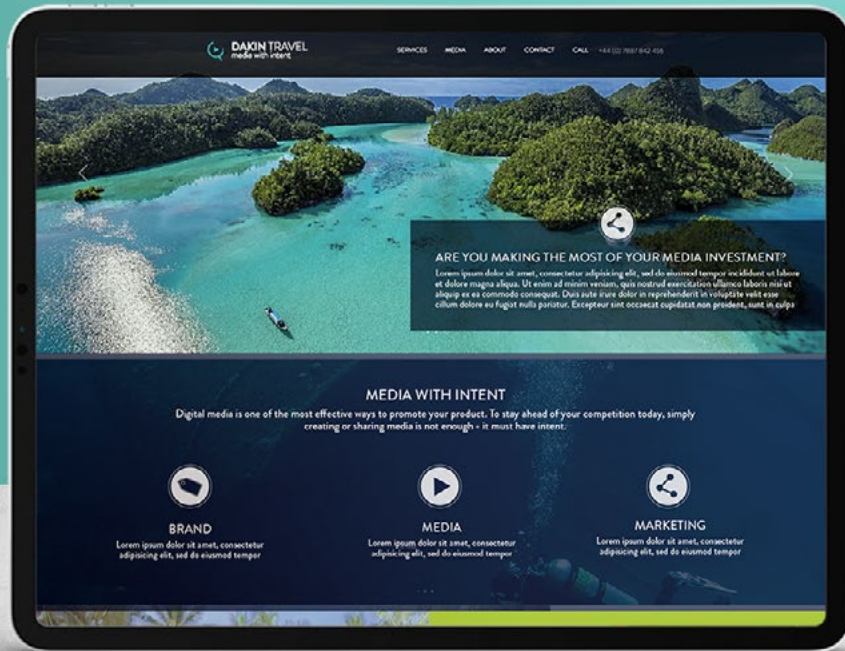 DAKIN TRAVEL
media with intent
SERVICES MEDIA ABOUT CONTACT CALL
ARE YOU MAKING THE MOST OF YOUR MEDIA INVESTMENT?
Lorem ipsum dolor sit amet, consectetur adipisicing elit, sed do eiusmod tempor incididunt ut labore
et dolore magna aliqua. Ut enim ad minim veniam, quis nostrud exercitation ullamco laboris nisi ut
aliquip ex ea commodo consequat. Duis aute irure dolor in reprehenderit in voluptate velit esse
cillum dolore eu fugiat nulla pariatur. Excepteur sint occaecat cupidatat non proident, sunt in culpa
MEDIA WITH INTENT
Digital media is one of the most effective ways to promote your product. To stay ahead of your competition today, simply
creating or sharing media is not enough - it must have intent.
BRAND
Lorem ipsum dolor sit amet, consectetur
adipisicing elit, sed do eiusmod tempor
MEDIA
Lorem ipsum dolor sit amet, consectetur
adipisicing elit, sed do eiusmod tempor
MARKETING
Lorem ipsum dolor sit amet, consectetur
adipisicing elit, sed do eiusmod tempor